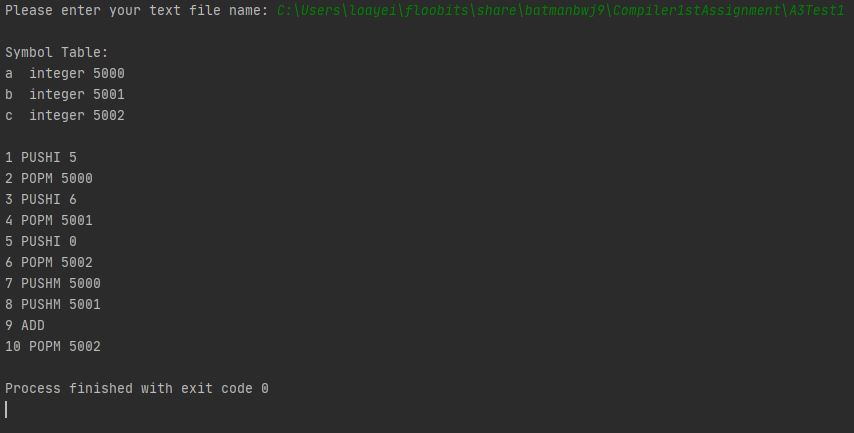 Please enter your text file name: C:\Users\loayei\floobits\share\batmanbwj9\Compiler1stAssignment\A3Test1
Symbol Table:
a  integer 5000
b  integer 5001
c  integer 5002
1 PUSHI 5
2 POPM 5000
3 PUSHI 6
4 POPM 5001
5 PUSHI 0
6 POPM 5002
7 PUSHM 5000
8 PUSHM 5001
9 ADD
10 POPM 5002
Process finished with exit code 0